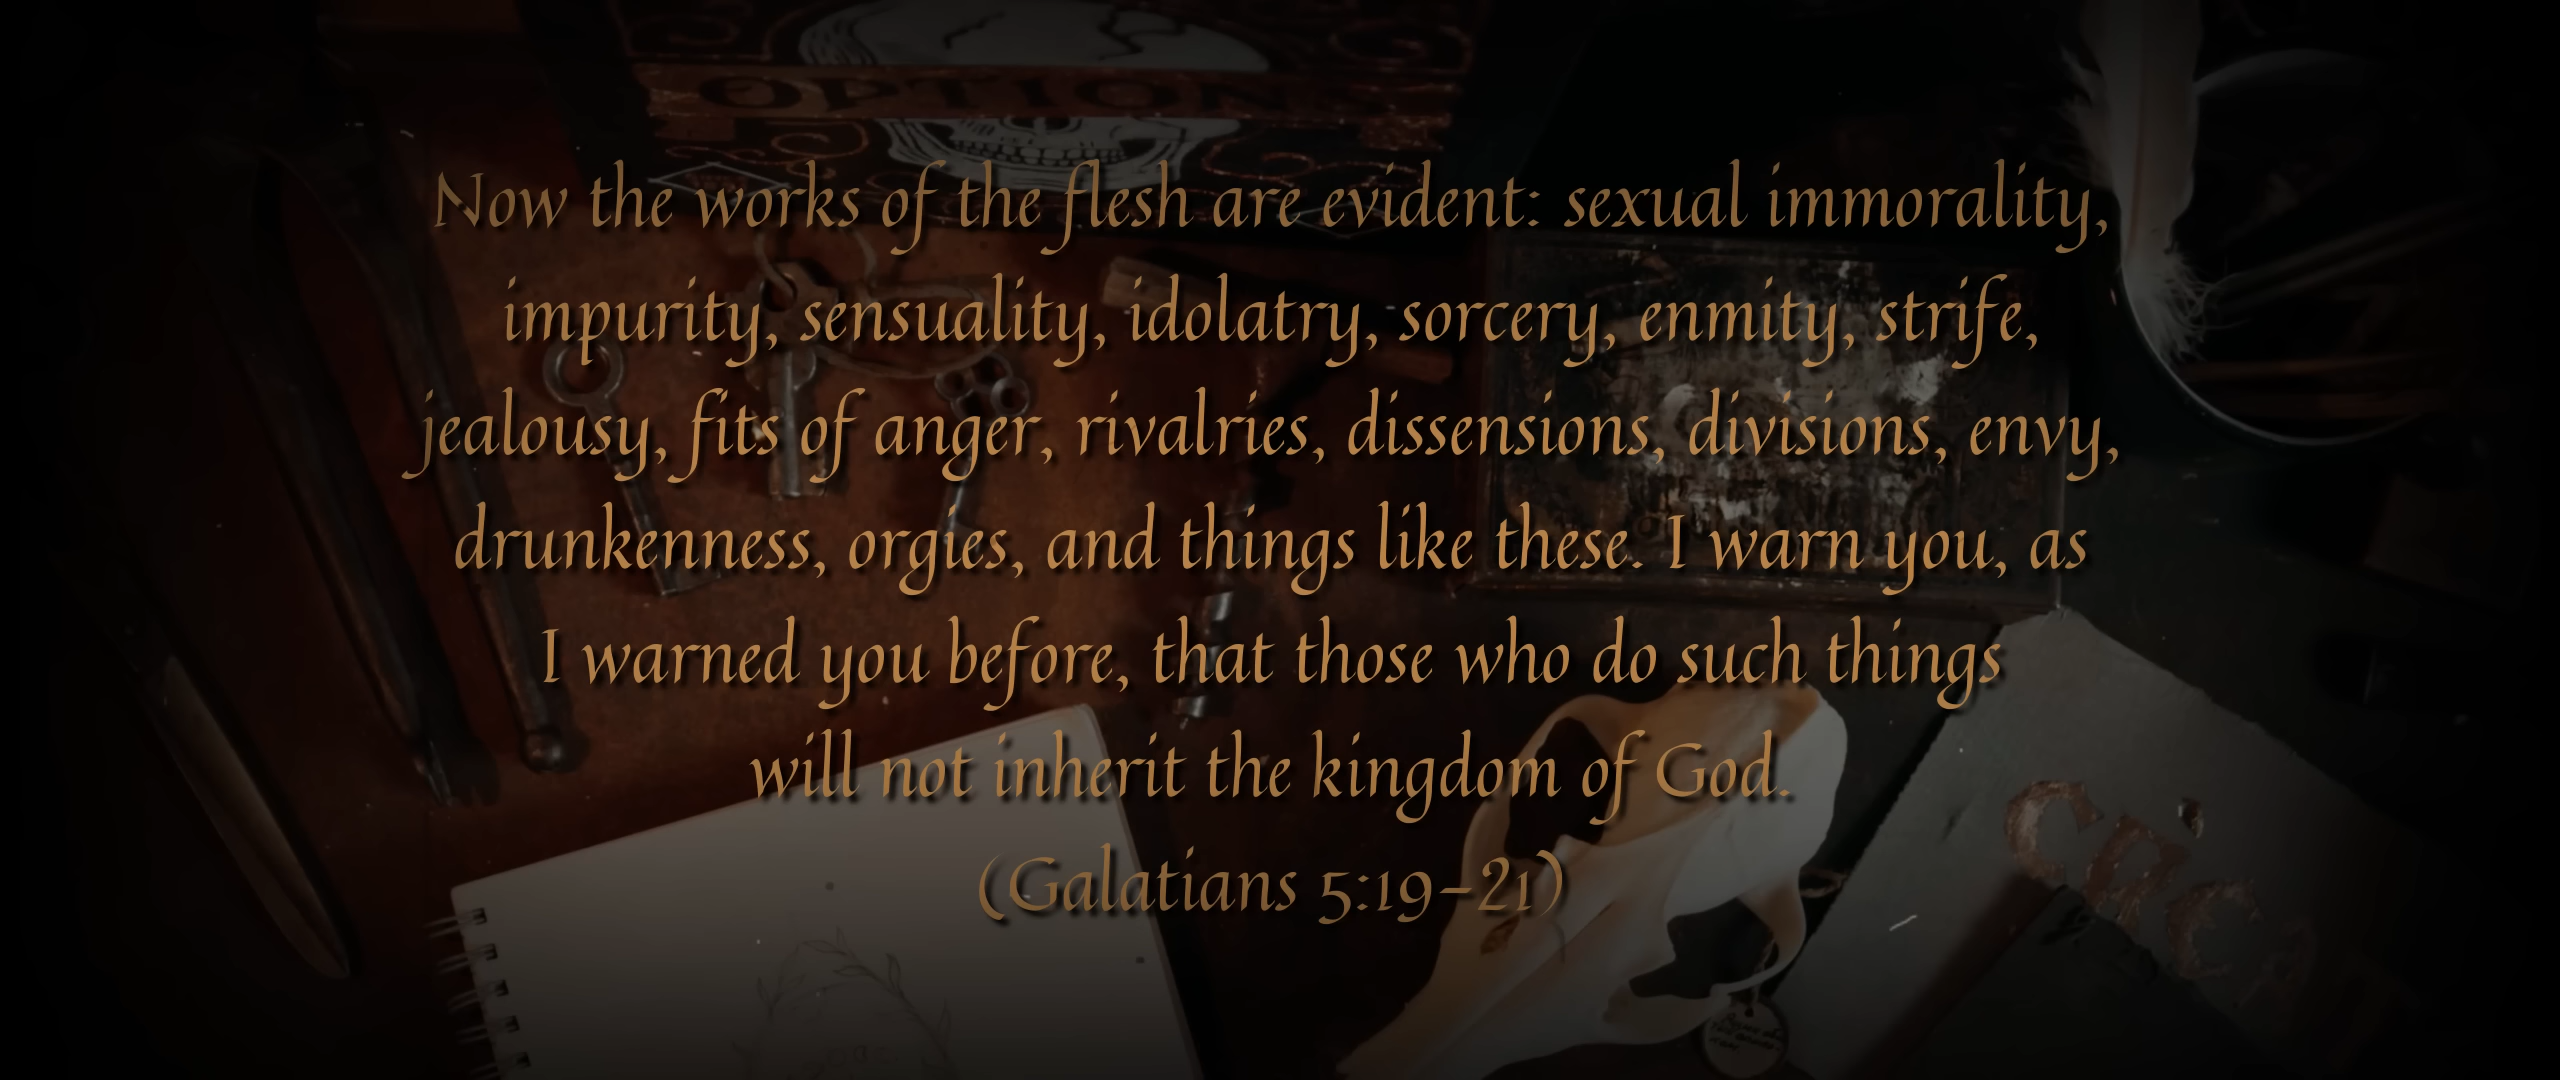 OPTIONS
Now the works of the flesh are evident: sexual immorality,
impurity, sensuality, idolatry, sorcery, enmity, strife,
jealousy, fits of anger, rivalries, dissensions, divisions, envy,
drunkenness, orgies, and things like these. I warn you, as
I warned you before, that those who do such things
will not inherit the kingdom of God.
(Galatians 5:19–21)